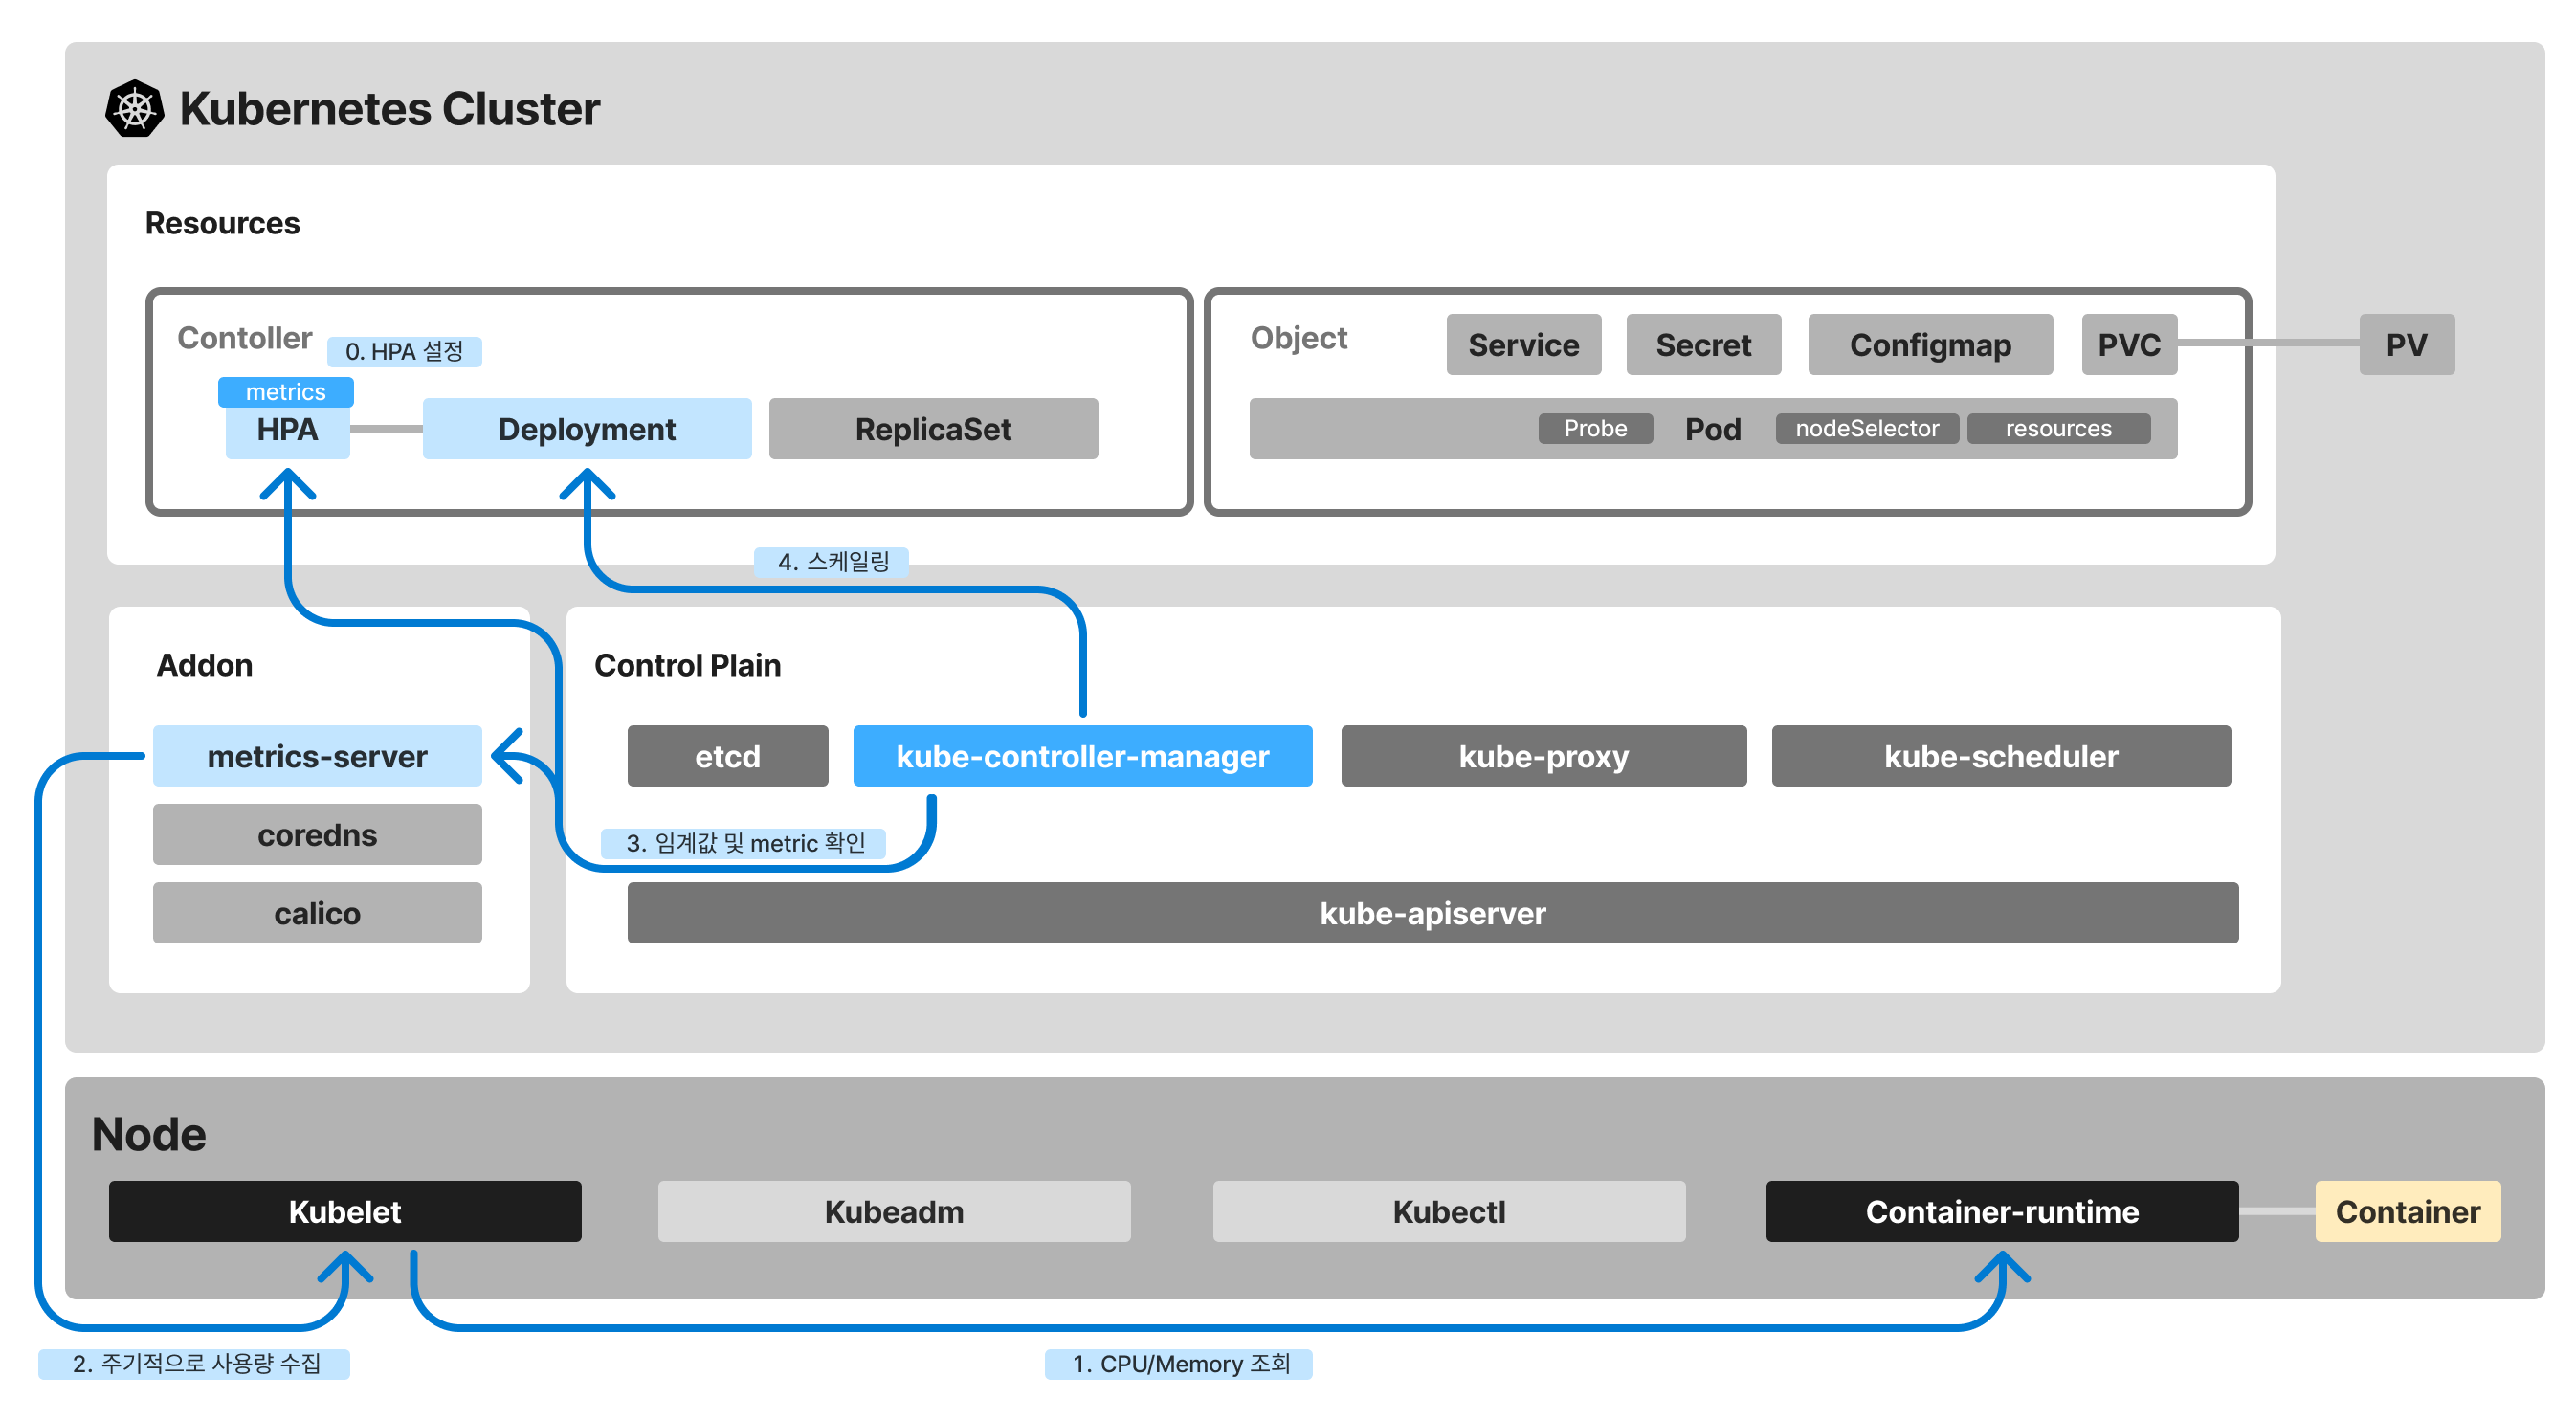 Kubernetes Cluster
Resources
Contoller
0. HPA 설정
metrics
HPA
Deployment
ReplicaSet
Object
Service
Secret
Configmap
PVC
PV
Probe
Pod
nodeSelector
resources
4. 스케일링
Addon
metrics-server
coredns
calico
Control Plain
etcd
kube-controller-manager
kube-proxy
kube-scheduler
3. 임계값 및 metric 확인
kube-apiserver
Node
Kubelet
Kubeadm
Kubectl
Container-runtime
Container
2. 주기적으로 사용량 수집
1. CPU/Memory 조회